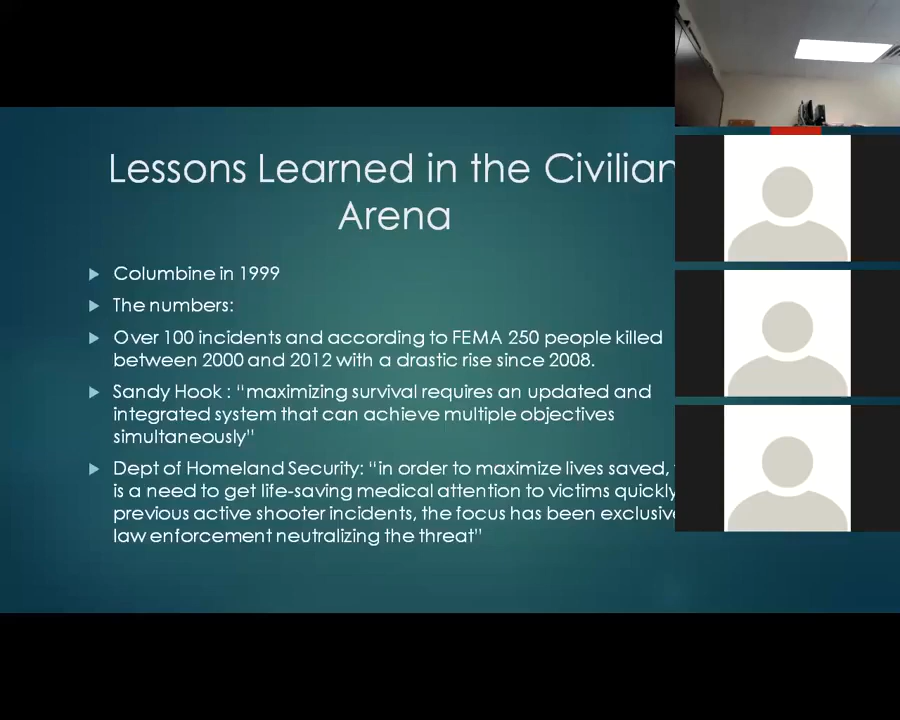 Lessons Learned in the Civilian
Arena
Columbine in 1999
The numbers:
Over 100 incidents and according to FEMA 250 people killed
between 2000 and 2012 with a drastic rise since 2008.
Sandy Hook : “maximizing survival requires an updated and
integrated system that can achieve multiple objectives
simultaneously”
Dept of Homeland Security: “in order to maximize lives saved,
is a need to get life-saving medical attention to victims quickly
previous active shooter incidents, the focus has been
law enforcement neutralizing the threat”